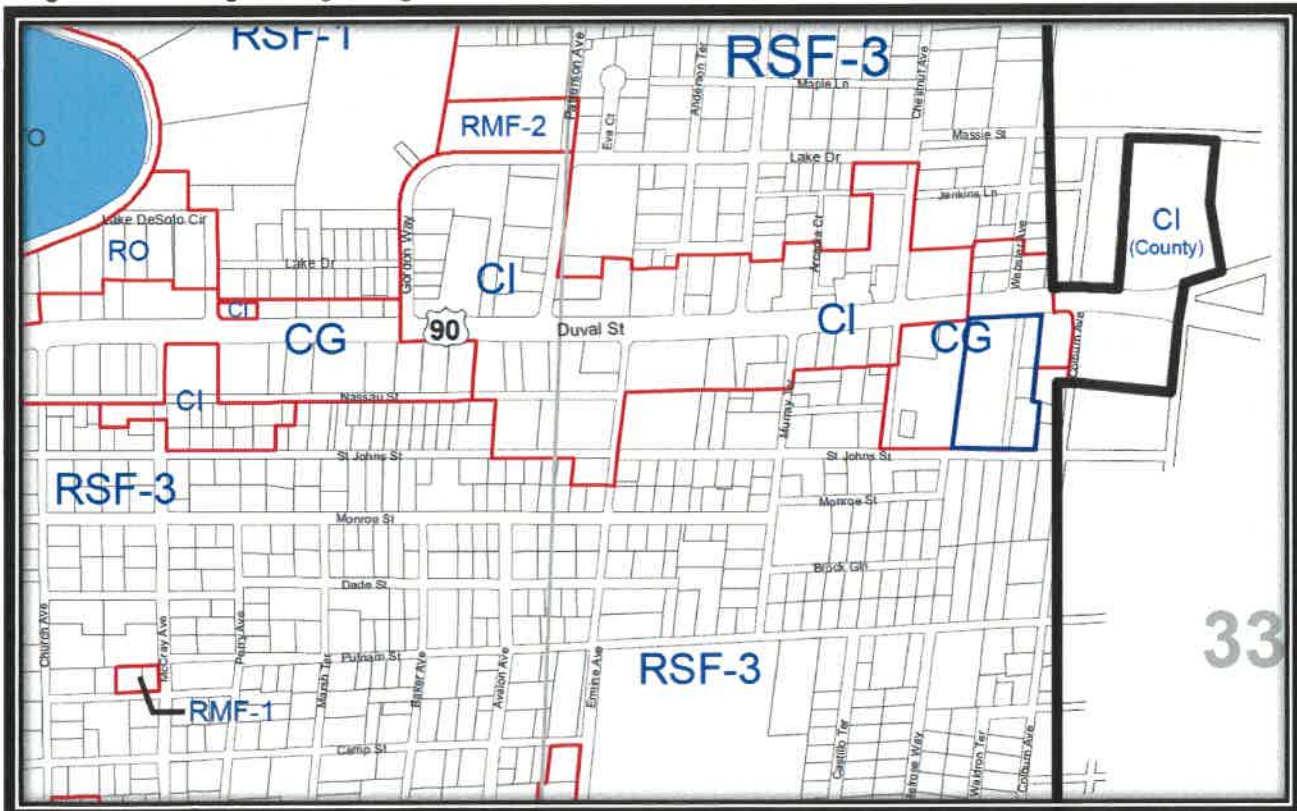 RSF-1
RSF-3
Patterson Ave
Eva Ct
Anderson Ter
Maple Ln
Chestnut Ave
RMF-2
Massie St
Lake Dr
Jenkins Ln
O
Lake DeSoto Cir
RO
Lake Dr
Gordon Way
CI
Arcadia Cr
Webster Ave
CI
(County)
CI
CG
90
Duval St
CI
CG
Colburn Ave
CI
Nassau St
Murray Ter
St Johns St
St Johns St
RSF-3
Monroe St
Monroe St
Dade St
Brock Gln
Church Ave
McCray Ave
Perry Ave
Putnam St
Marsh Ter
Baker Ave
Avalon Ave
Ermine Ave
RSF-3
33
RMF-1
Camp St
Castillo Ter
Waldron Ter
Colburn Ave